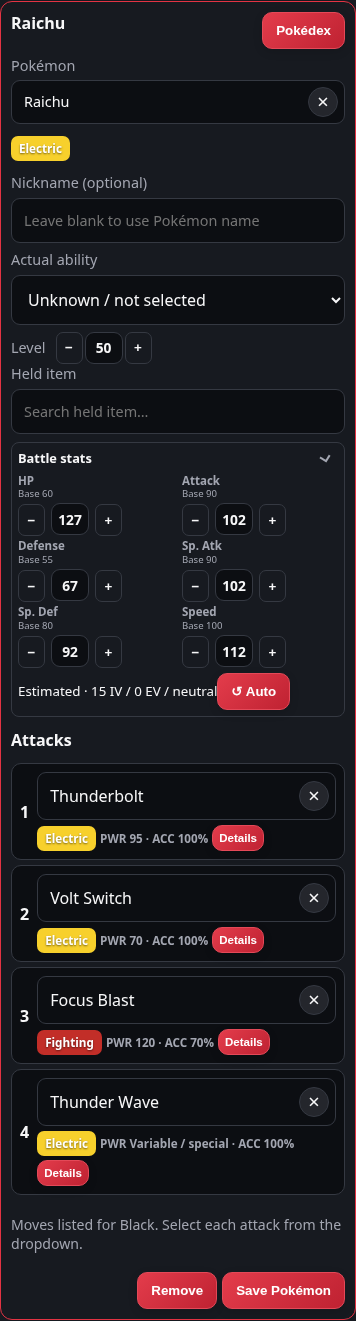 Raichu
Pokédex
Pokémon
Raichu ✕
Electric
Nickname (optional)
Leave blank to use Pokémon name
Actual ability
Unknown / not selected
Level − 50 +
Held item
Search held item...
Battle stats
HP Attack
Base 60 Base 90
− 127 + − 102 +
Defense Sp. Atk
Base 55 Base 90
− 67 + − 102 +
Sp. Def Speed
Base 80 Base 100
− 92 + − 112 +
Estimated · 15 IV / 0 EV / neutral ↺ Auto
Attacks
1 Thunderbolt ✕
Electric PWR 95 · ACC 100% Details
2 Volt Switch ✕
Electric PWR 70 · ACC 100% Details
3 Focus Blast ✕
Fighting PWR 120 · ACC 70% Details
4 Thunder Wave ✕
Electric PWR Variable / special · ACC 100%
Details
Moves listed for Black. Select each attack from the
dropdown.
Remove Save Pokémon